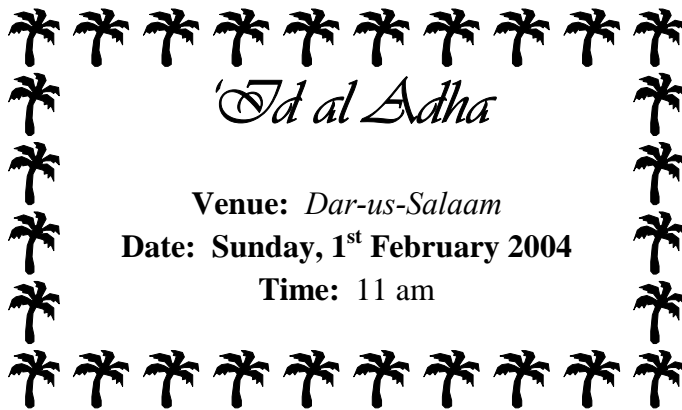 'Id al Adha
Venue: Dar-us-Salaam
Date: Sunday, 1st February 2004
Time: 11 am